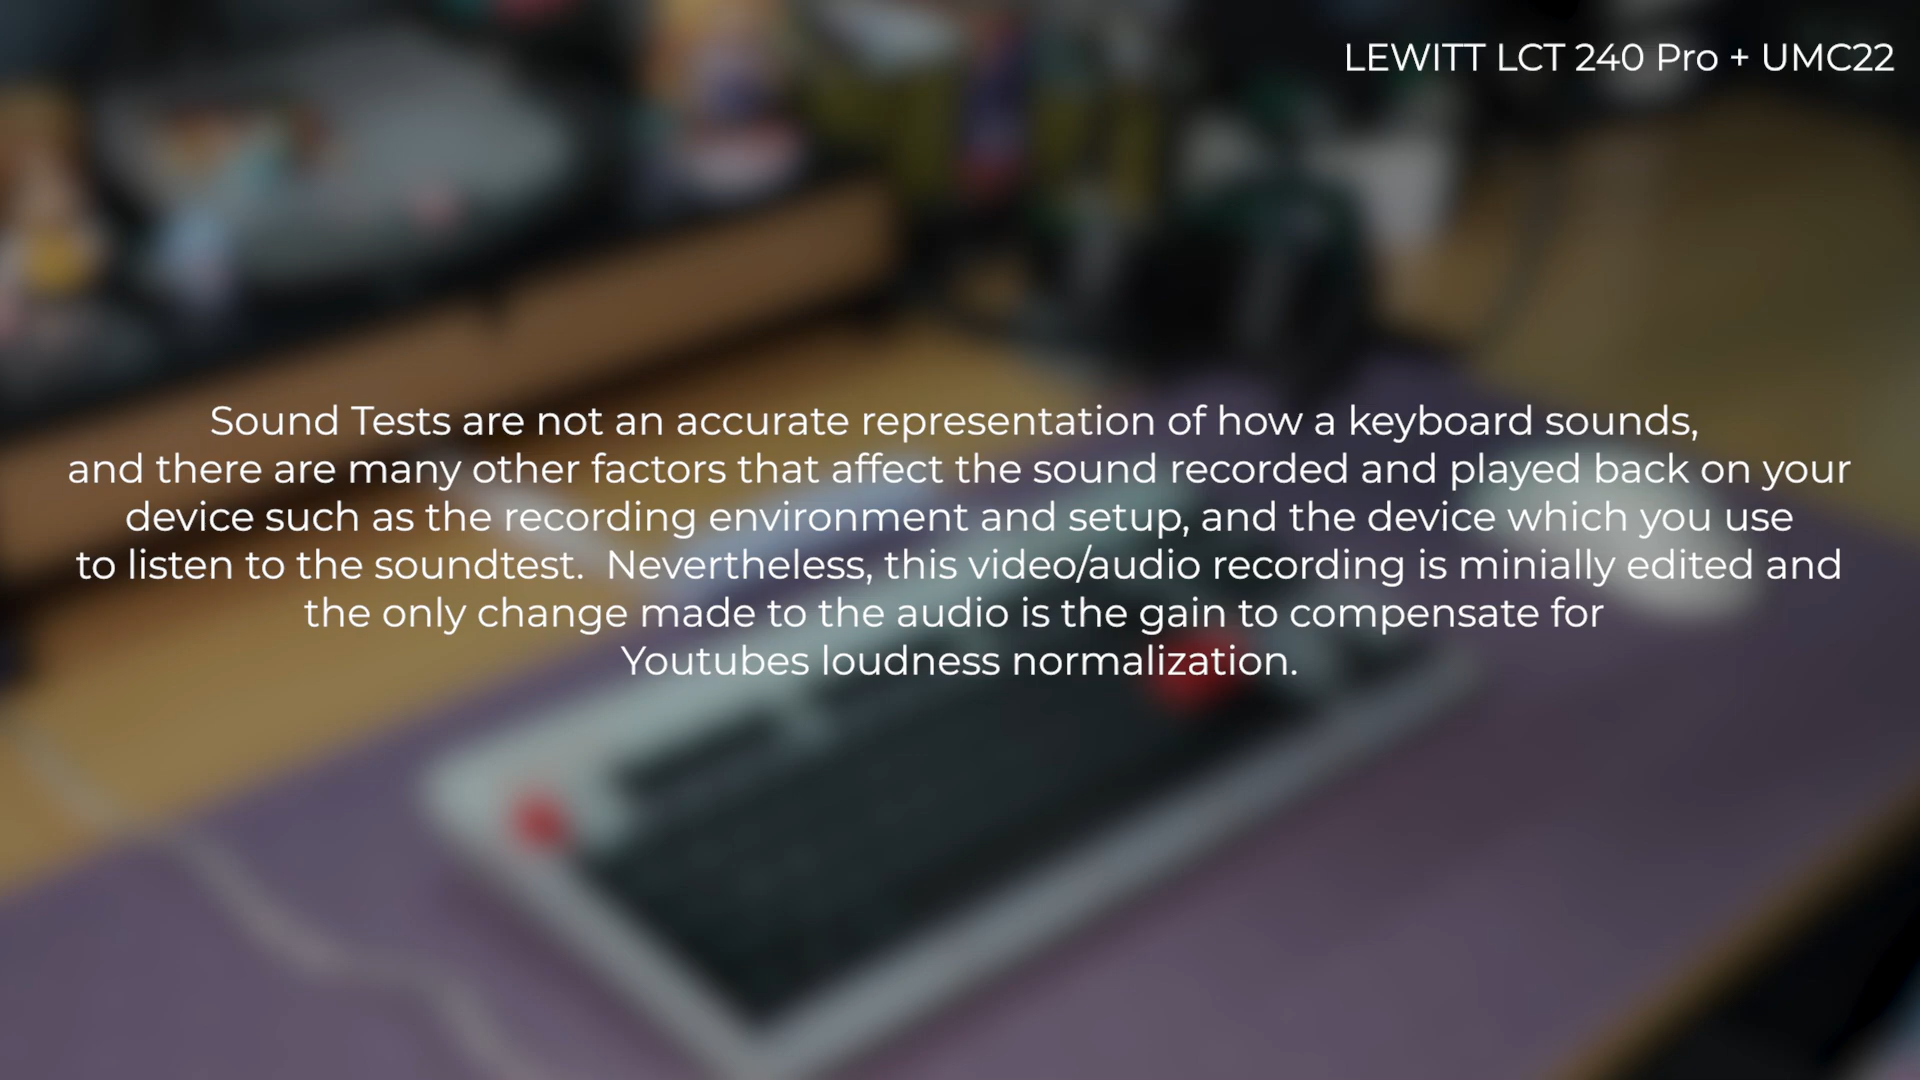 LEWITT LCT 240 Pro + UMC22
Sound Tests are not an accurate representation of how a keyboard sounds,
and there are many other factors that affect the sound recorded and played back on your
device such as the recording environment and setup, and the device which you use
to listen to the soundtest.  Nevertheless, this video/audio recording is minially edited and
the only change made to the audio is the gain to compensate for
Youtubes loudness normalization.